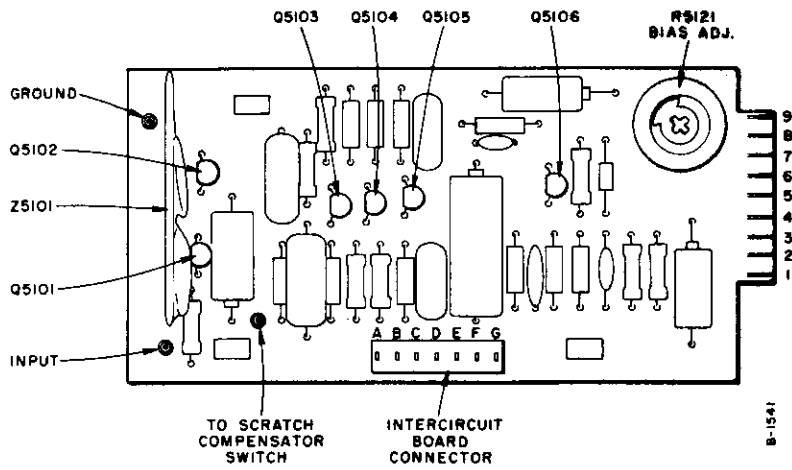 Q5103
Q5104
Q5105
Q5106
R5121
BIAS ADJ.
GROUND
Q5102
Z5101
Q5101
INPUT
9
8
7
6
5
4
3
2
1
A B C D E F G
TO SCRATCH
COMPENSATOR
SWITCH
INTERCIRCUIT
BOARD
CONNECTOR
B-1541